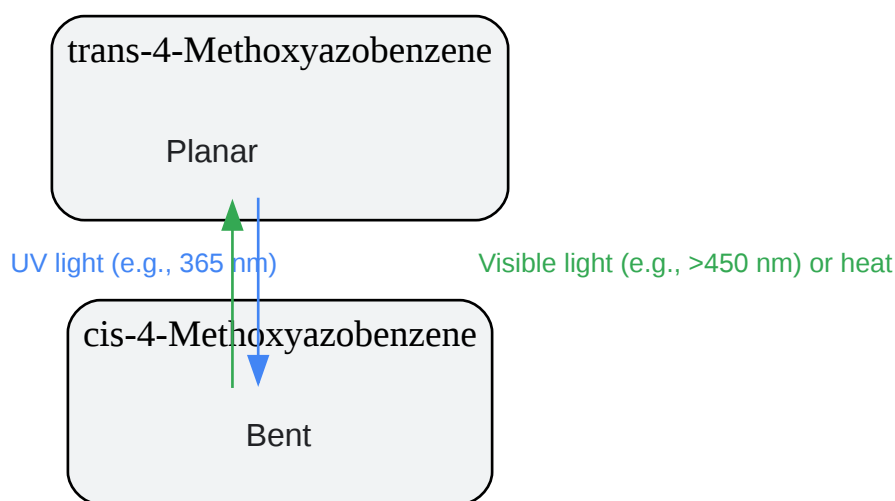 trans-4-Methoxyazobenzene
Planar
UV light (e.g., 365 nm)
Visible light (e.g., >450 nm) or heat
cis-4-Methoxyazobenzene
Bent